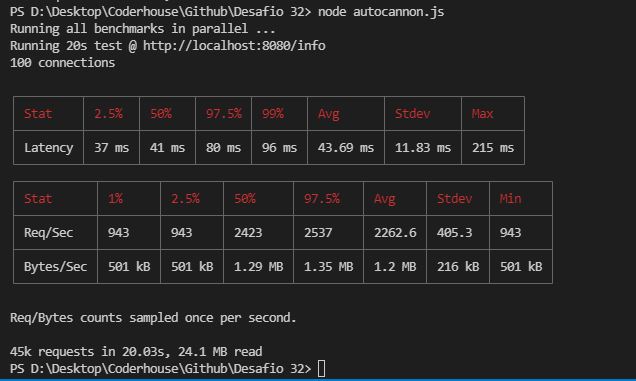 PS D:\Desktop\Coderhouse\Github\Desafio 32> node autocannon.js
Running all benchmarks in parallel ...
Running 20s test @ http://localhost:8080/info
100 connections
Stat 2.5% 50% 97.5% 99% Avg Stdev Max
Latency 37 ms 41 ms 80 ms 96 ms 43.69 ms 11.83 ms 215 ms
Stat 1% 2.5% 50% 97.5% Avg Stdev Min
Req/Sec 943 943 2423 2537 2262.6 405.3 943
Bytes/Sec 501 kB 501 kB 1.29 MB 1.35 MB 1.2 MB 216 kB 501 kB
Req/Bytes counts sampled once per second.
45k requests in 20.03s, 24.1 MB read
PS D:\Desktop\Coderhouse\Github\Desafio 32>